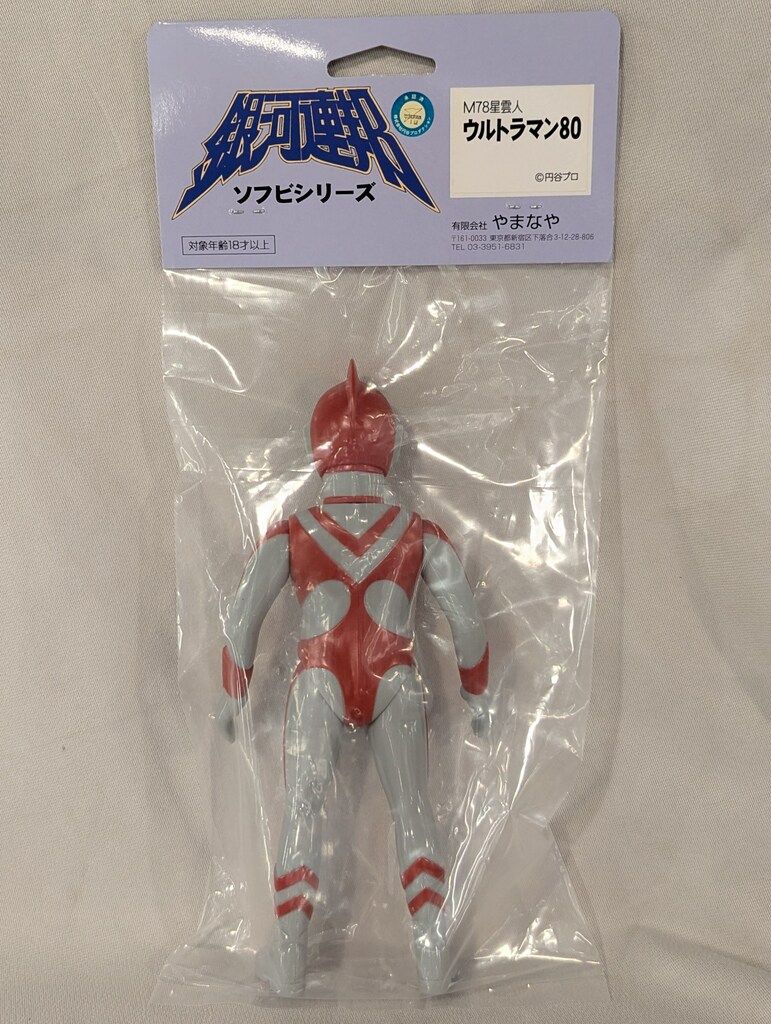 銀河連邦
ソフビシリーズ
対象年齢18才以上
M78星雲人
ウルトラマン80
©円谷プロ
有限会社 やまなや
〒161-0033 東京都新宿区下落合3-12-28-806
TEL 03-3951-6831